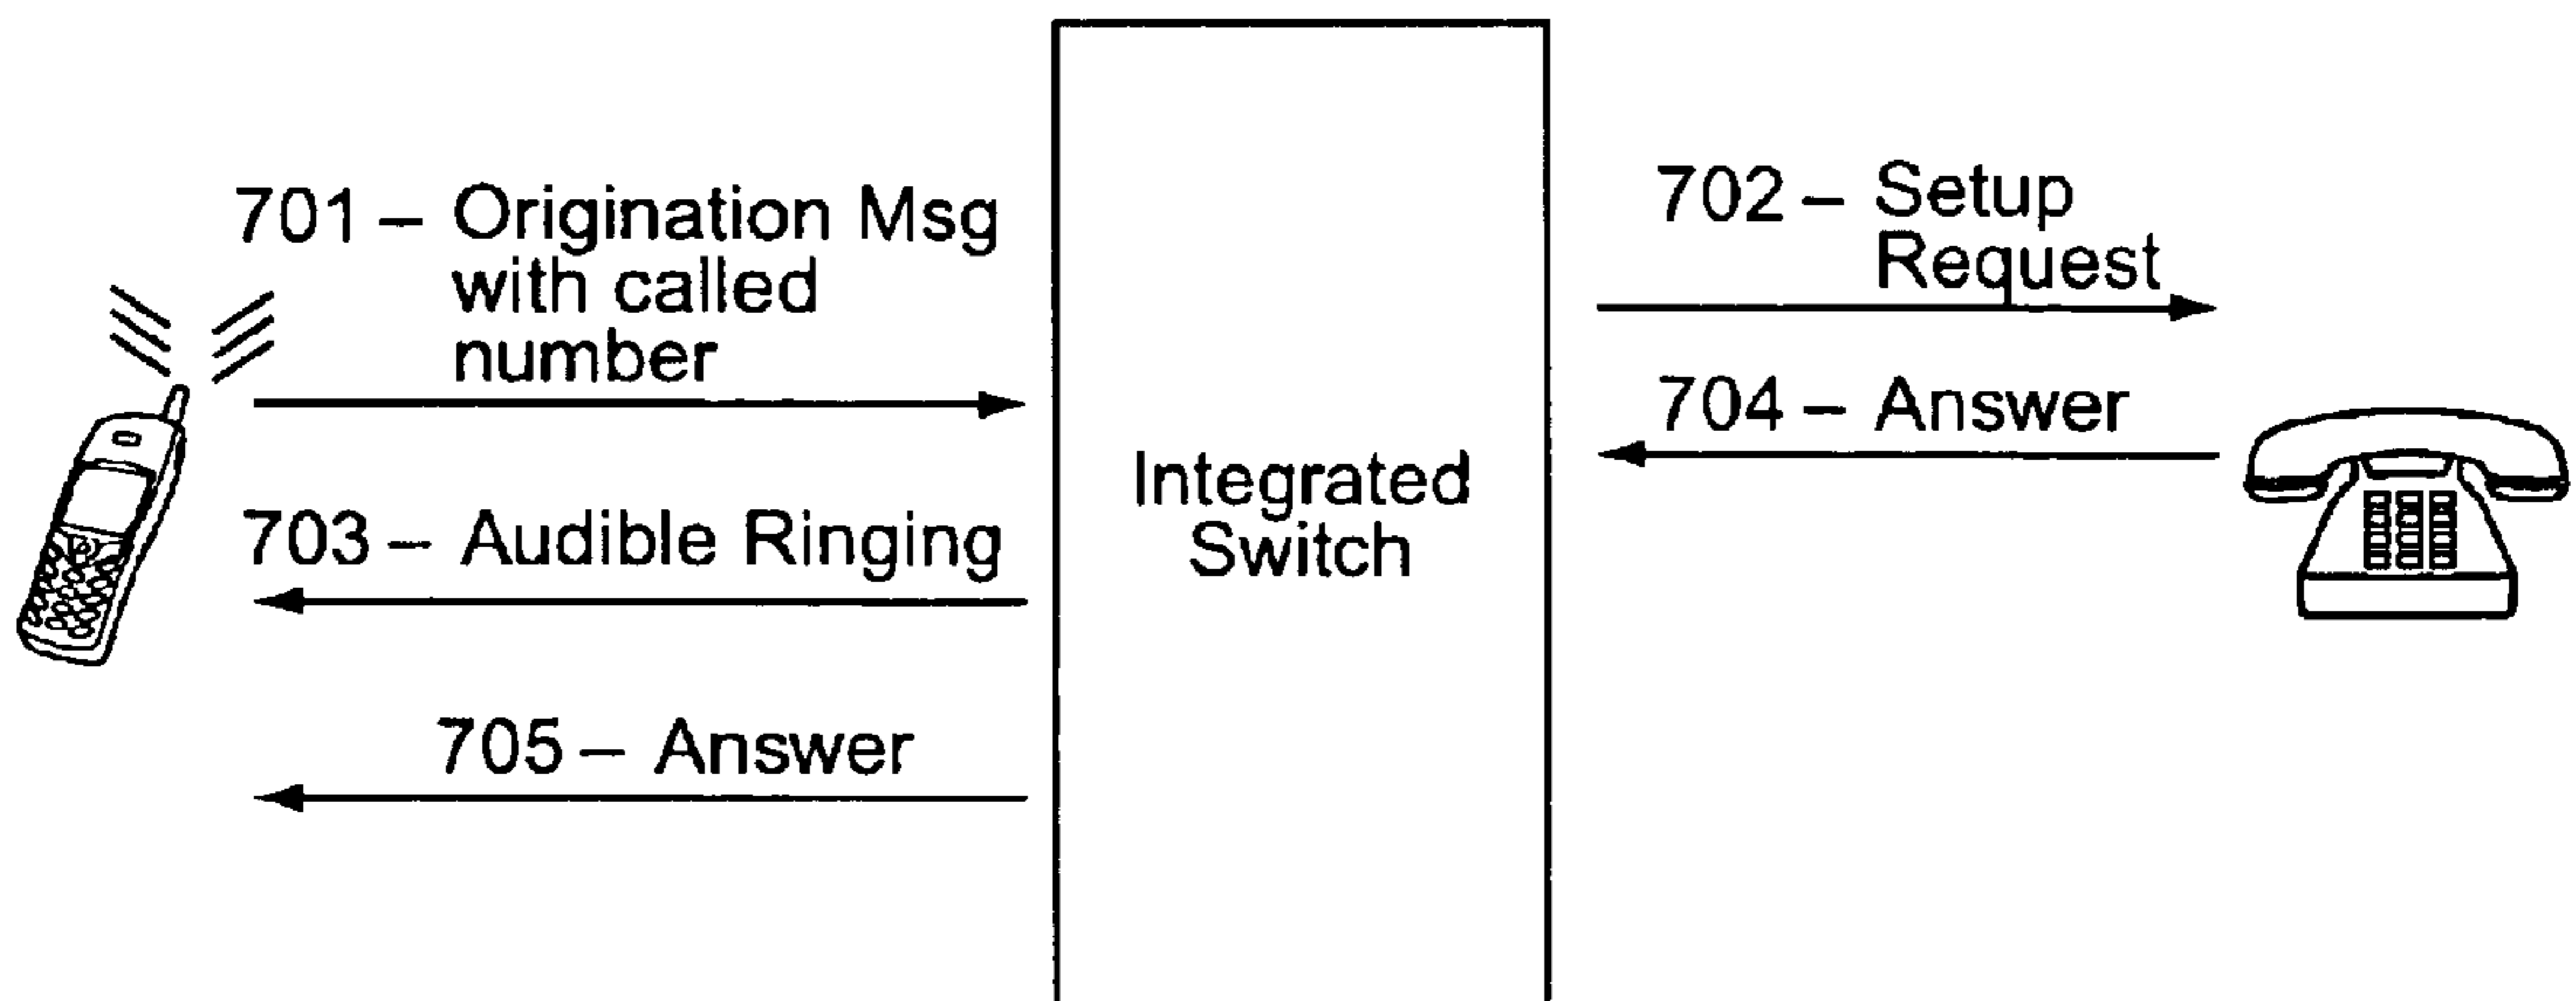 701 – Origination Msg
with called
number
702 – Setup
Request
704 – Answer
Integrated
Switch
703 – Audible Ringing
705 – Answer